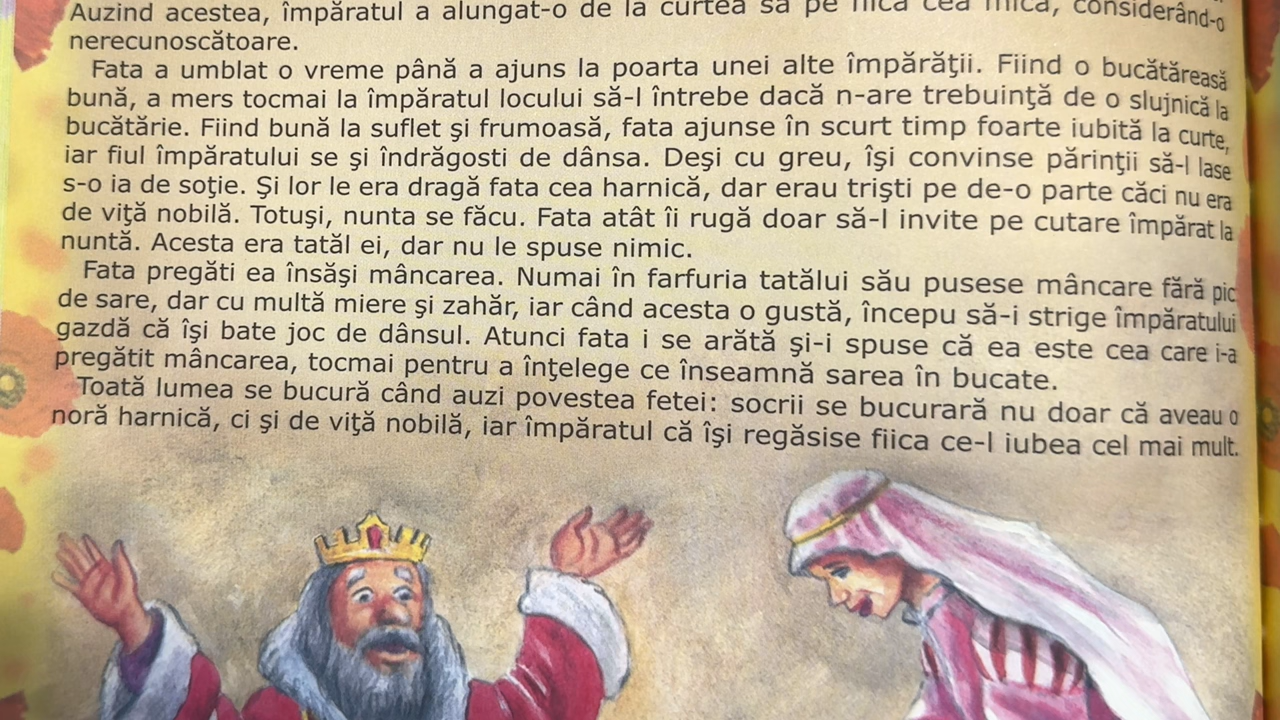 Auzind acestea, împăratul a alungat-o de la curtea sa pe fiica cea mică, considerând-o
nerecunoscătoare.
Fata a umblat o vreme până a ajuns la poarta unei alte împărăţii. Fiind o bucătăreasă
bună, a mers tocmai la împăratul locului să-l întrebe dacă n-are trebuinţă de o slujnică la
bucătărie. Fiind bună la suflet şi frumoasă, fata ajunse în scurt timp foarte iubită la curte,
iar fiul împăratului se şi îndrăgosti de dânsa. Deşi cu greu, îşi convinse părinţii să-l lase
s-o ia de soţie. Şi lor le era dragă fata cea harnică, dar erau trişti pe de-o parte căci nu era
de viţă nobilă. Totuşi, nunta se făcu. Fata atât îi rugă doar să-l invite pe cutare împărat la
nuntă. Acesta era tatăl ei, dar nu le spuse nimic.
Fata pregăti ea însăşi mâncarea. Numai în farfuria tatălui său pusese mâncare fără pic
de sare, dar cu multă miere şi zahăr, iar când acesta o gustă, începu să-i strige împăratului
gazdă că îşi bate joc de dânsul. Atunci fata i se arătă şi-i spuse că ea este cea care i-a
pregătit mâncarea, tocmai pentru a înţelege ce înseamnă sarea în bucate.
Toată lumea se bucură când auzi povestea fetei: socrii se bucurară nu doar că aveau o
noră harnică, ci şi de viţă nobilă, iar împăratul că îşi regăsise fiica ce-l iubea cel mai mult.